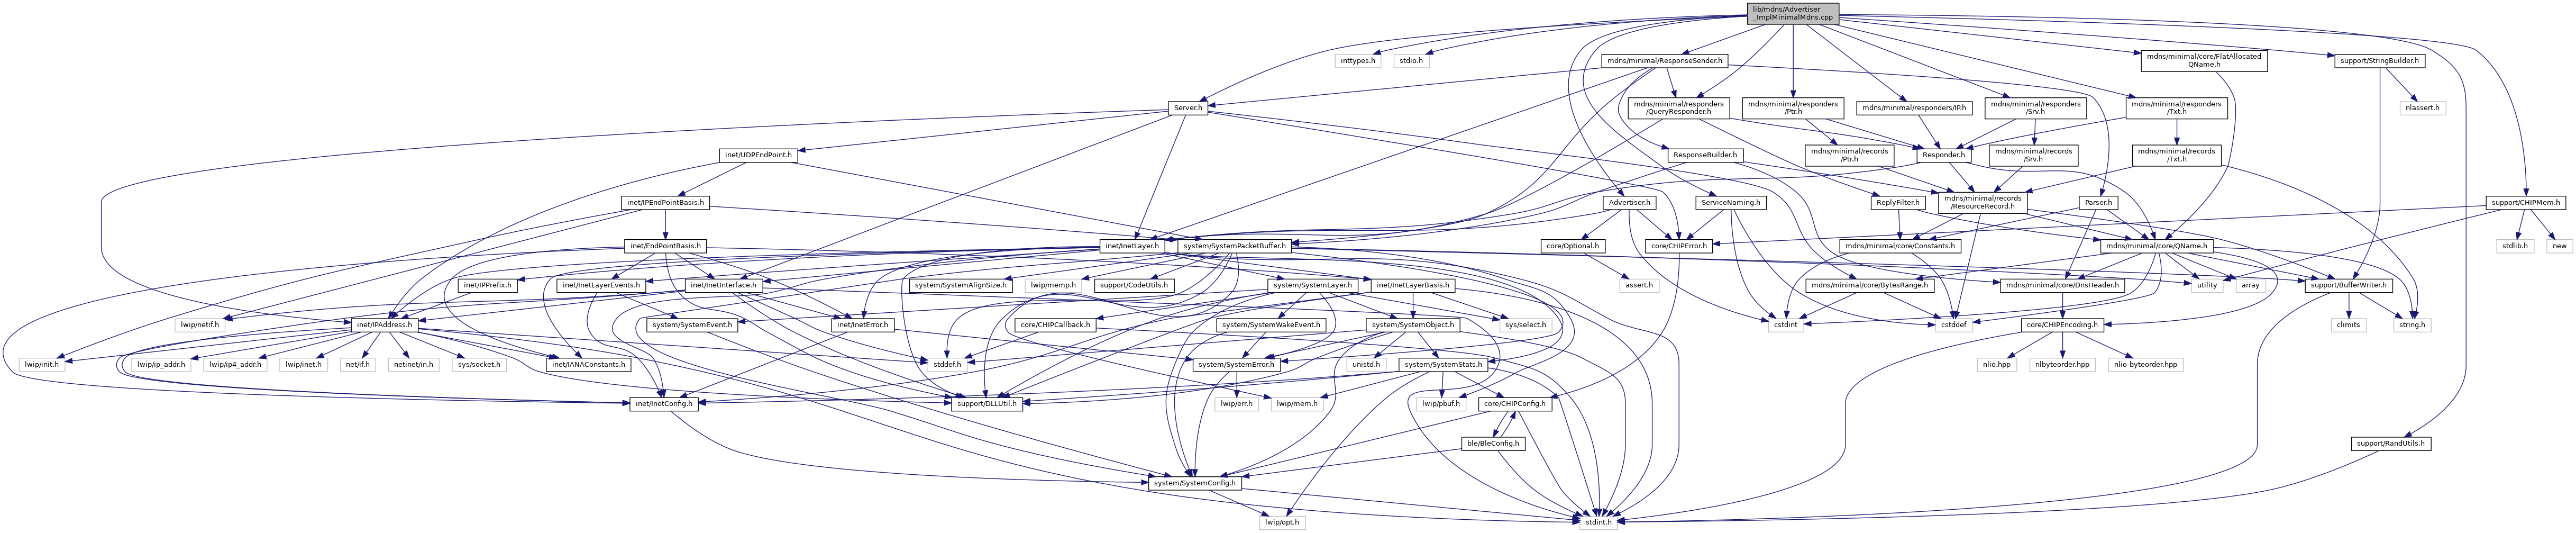 lib/mdns/Advertiser
_ImplMinimalMdns.cpp
inttypes.h
stdio.h
mdns/minimal/ResponseSender.h
mdns/minimal/core/FlatAllocated
QName.h
support/StringBuilder.h
Server.h
mdns/minimal/responders
/QueryResponder.h
mdns/minimal/responders
/Ptr.h
mdns/minimal/responders/IP.h
mdns/minimal/responders
/Srv.h
mdns/minimal/responders
/Txt.h
nlassert.h
inet/UDPEndPoint.h
ResponseBuilder.h
mdns/minimal/records
/Ptr.h
Responder.h
mdns/minimal/records
/Srv.h
mdns/minimal/records
/Txt.h
inet/IPEndPointBasis.h
Advertiser.h
ServiceNaming.h
ReplyFilter.h
mdns/minimal/records
/ResourceRecord.h
Parser.h
support/CHIPMem.h
inet/EndPointBasis.h
inet/InetLayer.h
system/SystemPacketBuffer.h
core/Optional.h
core/CHIPError.h
mdns/minimal/core/Constants.h
mdns/minimal/core/QName.h
stdlib.h
new
inet/IPPrefix.h
inet/InetLayerEvents.h
inet/InetInterface.h
system/SystemAlignSize.h
lwip/memp.h
support/CodeUtils.h
system/SystemLayer.h
inet/InetLayerBasis.h
assert.h
mdns/minimal/core/BytesRange.h
mdns/minimal/core/DnsHeader.h
utility
array
support/BufferWriter.h
lwip/netif.h
inet/IPAddress.h
system/SystemEvent.h
inet/InetError.h
core/CHIPCallback.h
system/SystemWakeEvent.h
system/SystemObject.h
sys/select.h
cstdint
cstddef
core/CHIPEncoding.h
climits
string.h
lwip/init.h
lwip/ip_addr.h
lwip/ip4_addr.h
lwip/inet.h
net/if.h
netinet/in.h
sys/socket.h
inet/IANAConstants.h
stddef.h
system/SystemError.h
unistd.h
system/SystemStats.h
nlio.hpp
nlbyteorder.hpp
nlio-byteorder.hpp
inet/InetConfig.h
support/DLLUtil.h
lwip/err.h
lwip/mem.h
lwip/pbuf.h
core/CHIPConfig.h
ble/BleConfig.h
support/RandUtils.h
system/SystemConfig.h
lwip/opt.h
stdint.h